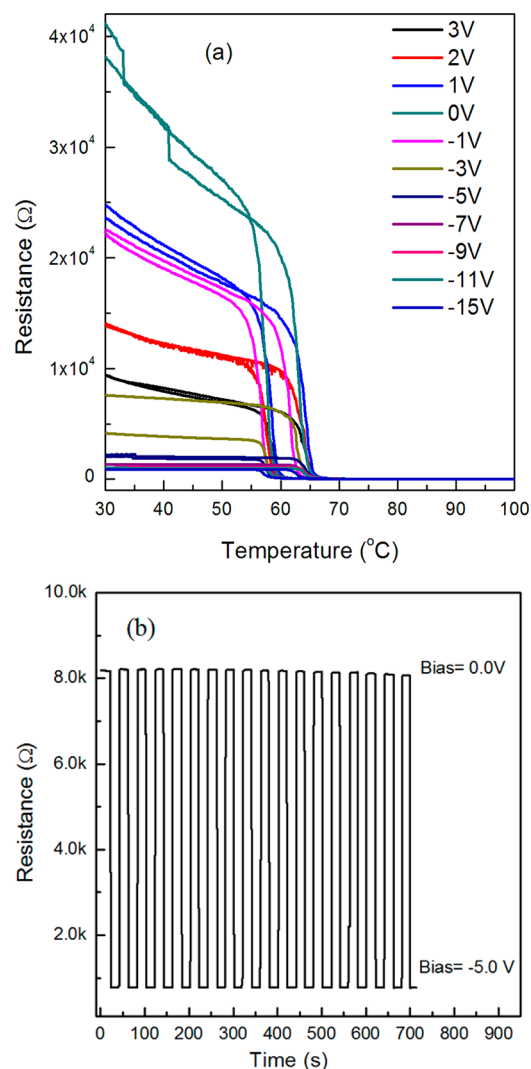 (a)
4x10⁴
3x10⁴
2x10⁴
1x10⁴
0
Resistance (Ω)
30 40 50 60 70 80 90 100
Temperature (°C)
3V
2V
1V
0V
-1V
-3V
-5V
-7V
-9V
-11V
-15V
(b)
10.0k
8.0k
6.0k
4.0k
2.0k
Resistance (Ω)
Bias= 0.0V
Bias= -5.0 V
0 100 200 300 400 500 600 700 800 900
Time (s)